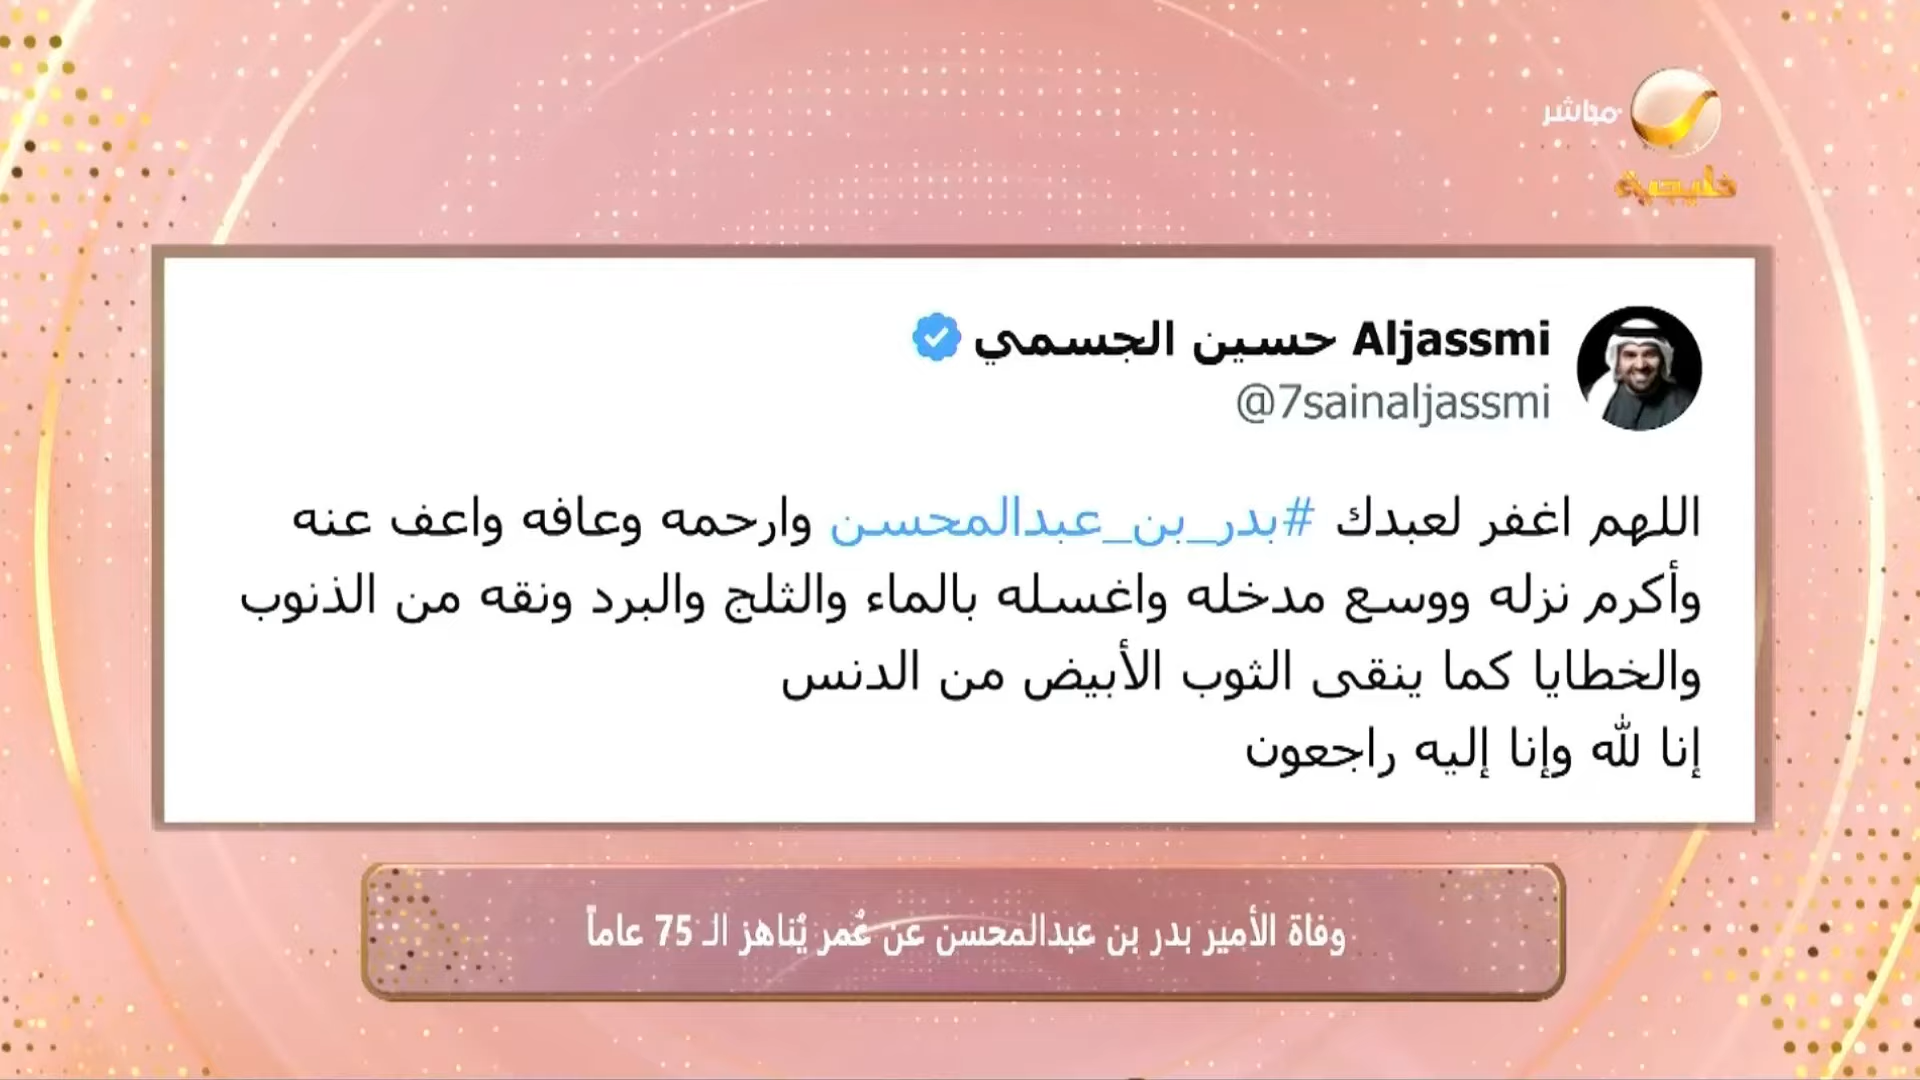 مباشر
خليجية
Aljassmi حسين الجسمي
@7sainaljassmi
اللهم اغفر لعبدك #بدر_بن_عبدالمحسن وارحمه وعافه واعف عنه
وأكرم نزله ووسع مدخله واغسله بالماء والثلج والبرد ونقه من الذنوب
والخطايا كما ينقى الثوب الأبيض من الدنس
إنا لله وإنا إليه راجعون
وفاة الأمير بدر بن عبدالمحسن عن عُمر يُناهز الـ 75 عاماً